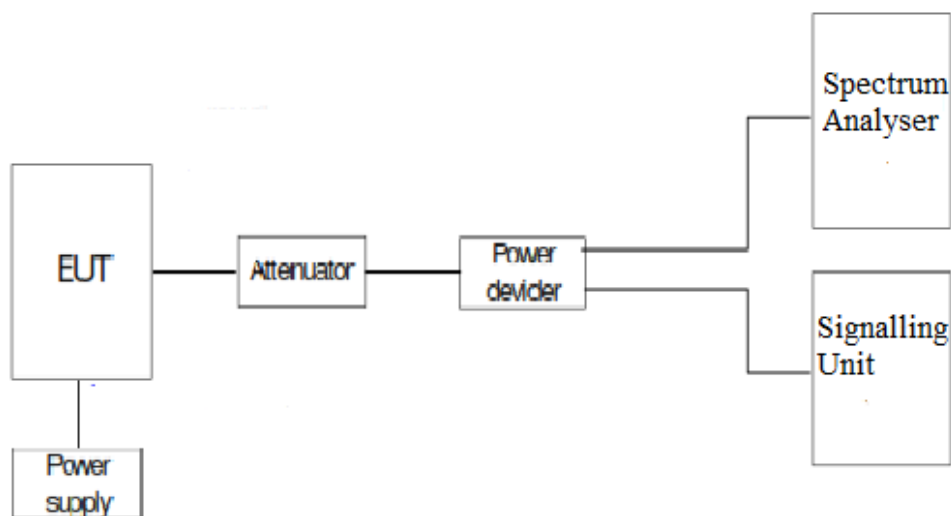 Spectrum
Analyser
EUT
Attenuator
Power
devider
Signalling
Unit
Power
supply